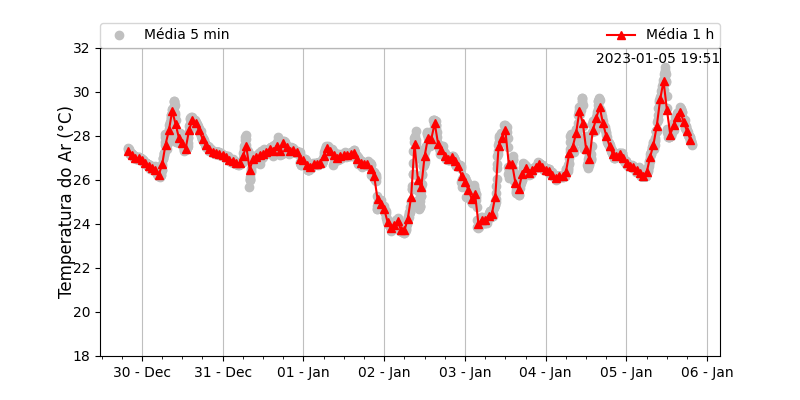 Média 5 min
Média 1 h
2023-01-05 19:51
Temperatura do Ar (°C)
32
30
28
26
24
22
20
18
30 - Dec
31 - Dec
01 - Jan
02 - Jan
03 - Jan
04 - Jan
05 - Jan
06 - Jan